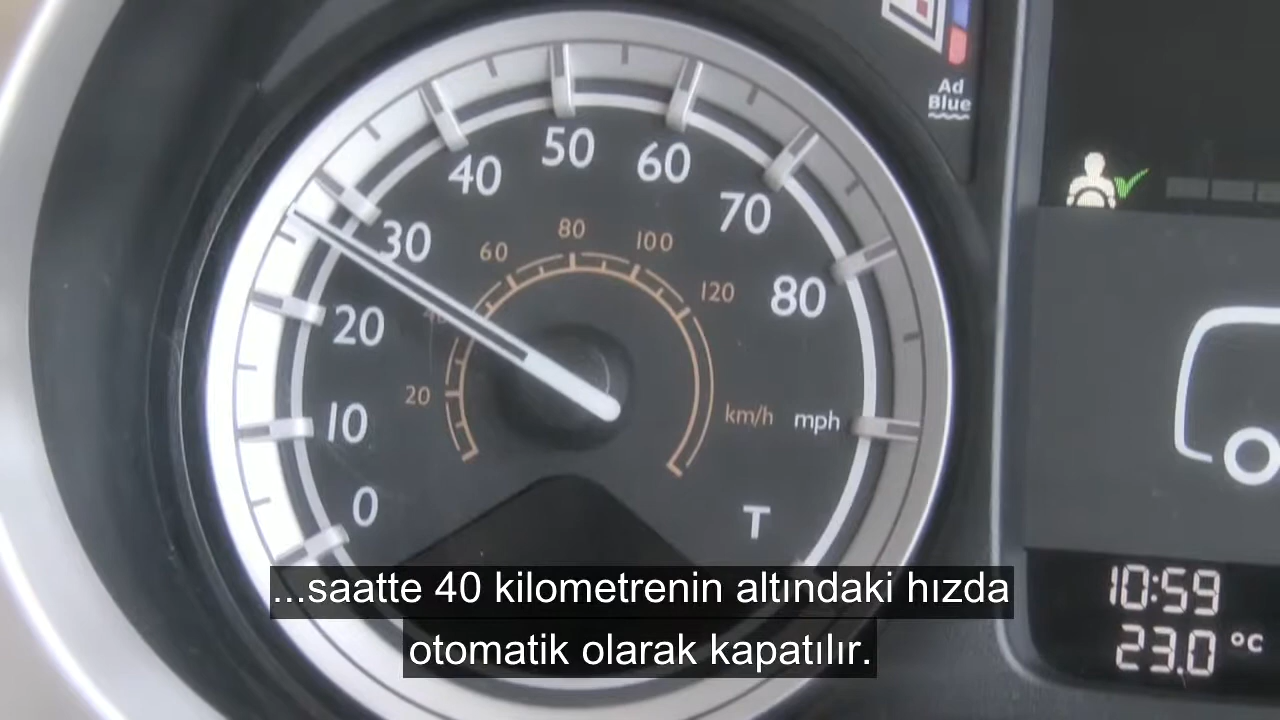 Ad
Blue
50
60
40
70
30
80
100
60
120
80
20
40
20
km/h
mph
10
0
T
10:59
23.0 °C
...saatte 40 kilometrenin altındaki hızda
otomatik olarak kapatılır.